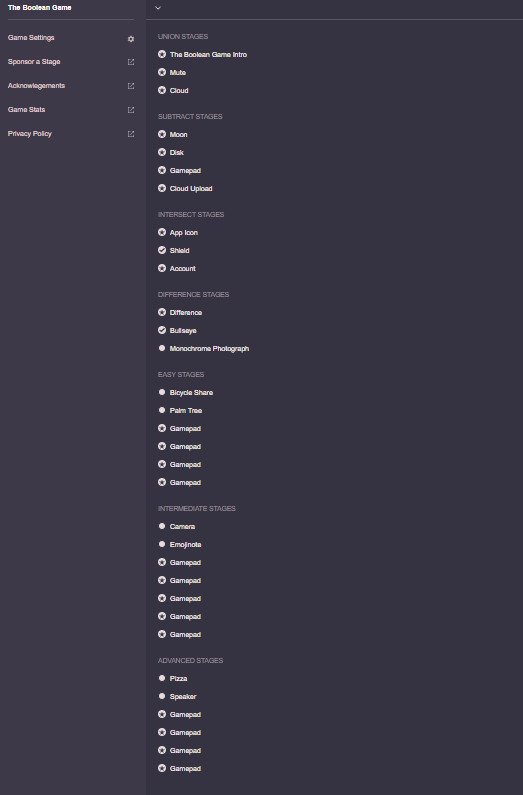 The Boolean Game
Game Settings
Sponsor a Stage
Acknowlegements
Game Stats
Privacy Policy
UNION STAGES
The Boolean Game Intro
Mute
Cloud
SUBTRACT STAGES
Moon
Disk
Gamepad
Cloud Upload
INTERSECT STAGES
App Icon
Shield
Account
DIFFERENCE STAGES
Difference
Bullseye
Monochrome Photograph
EASY STAGES
Bicycle Share
Palm Tree
Gamepad
Gamepad
Gamepad
Gamepad
INTERMEDIATE STAGES
Camera
Emojinote
Gamepad
Gamepad
Gamepad
Gamepad
Gamepad
ADVANCED STAGES
Pizza
Speaker
Gamepad
Gamepad
Gamepad
Gamepad